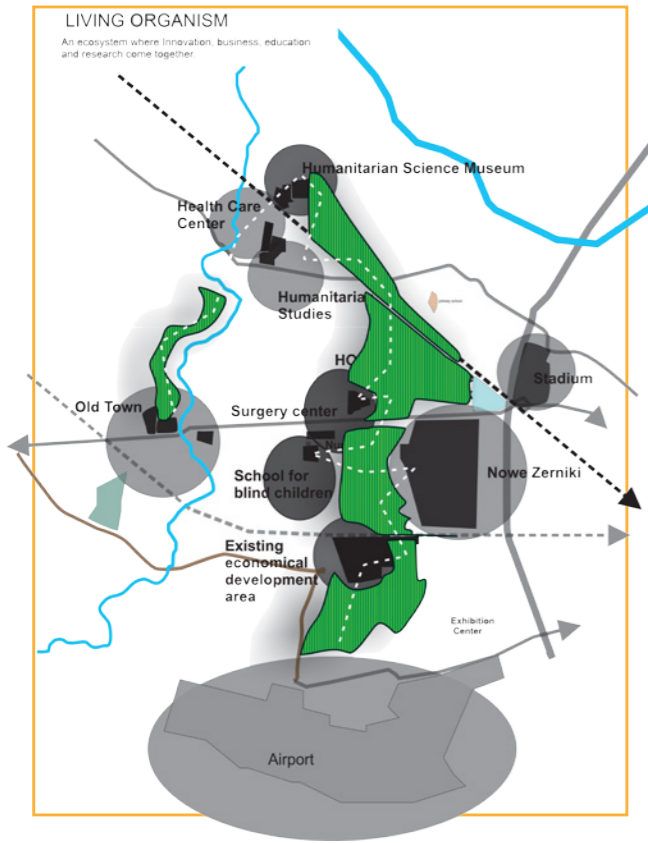 LIVING ORGANISM
An ecosystem where Innovation, business, education
and research come together.
Humanitarian Science Museum
Health Care
Center
Humanitaria
Studies
HO
Stadium
Old Town
Surgery center
Nu
School for
blind children
Nowe Zerniki
Existing
economical
development
area
Exhibition
Center
Airport